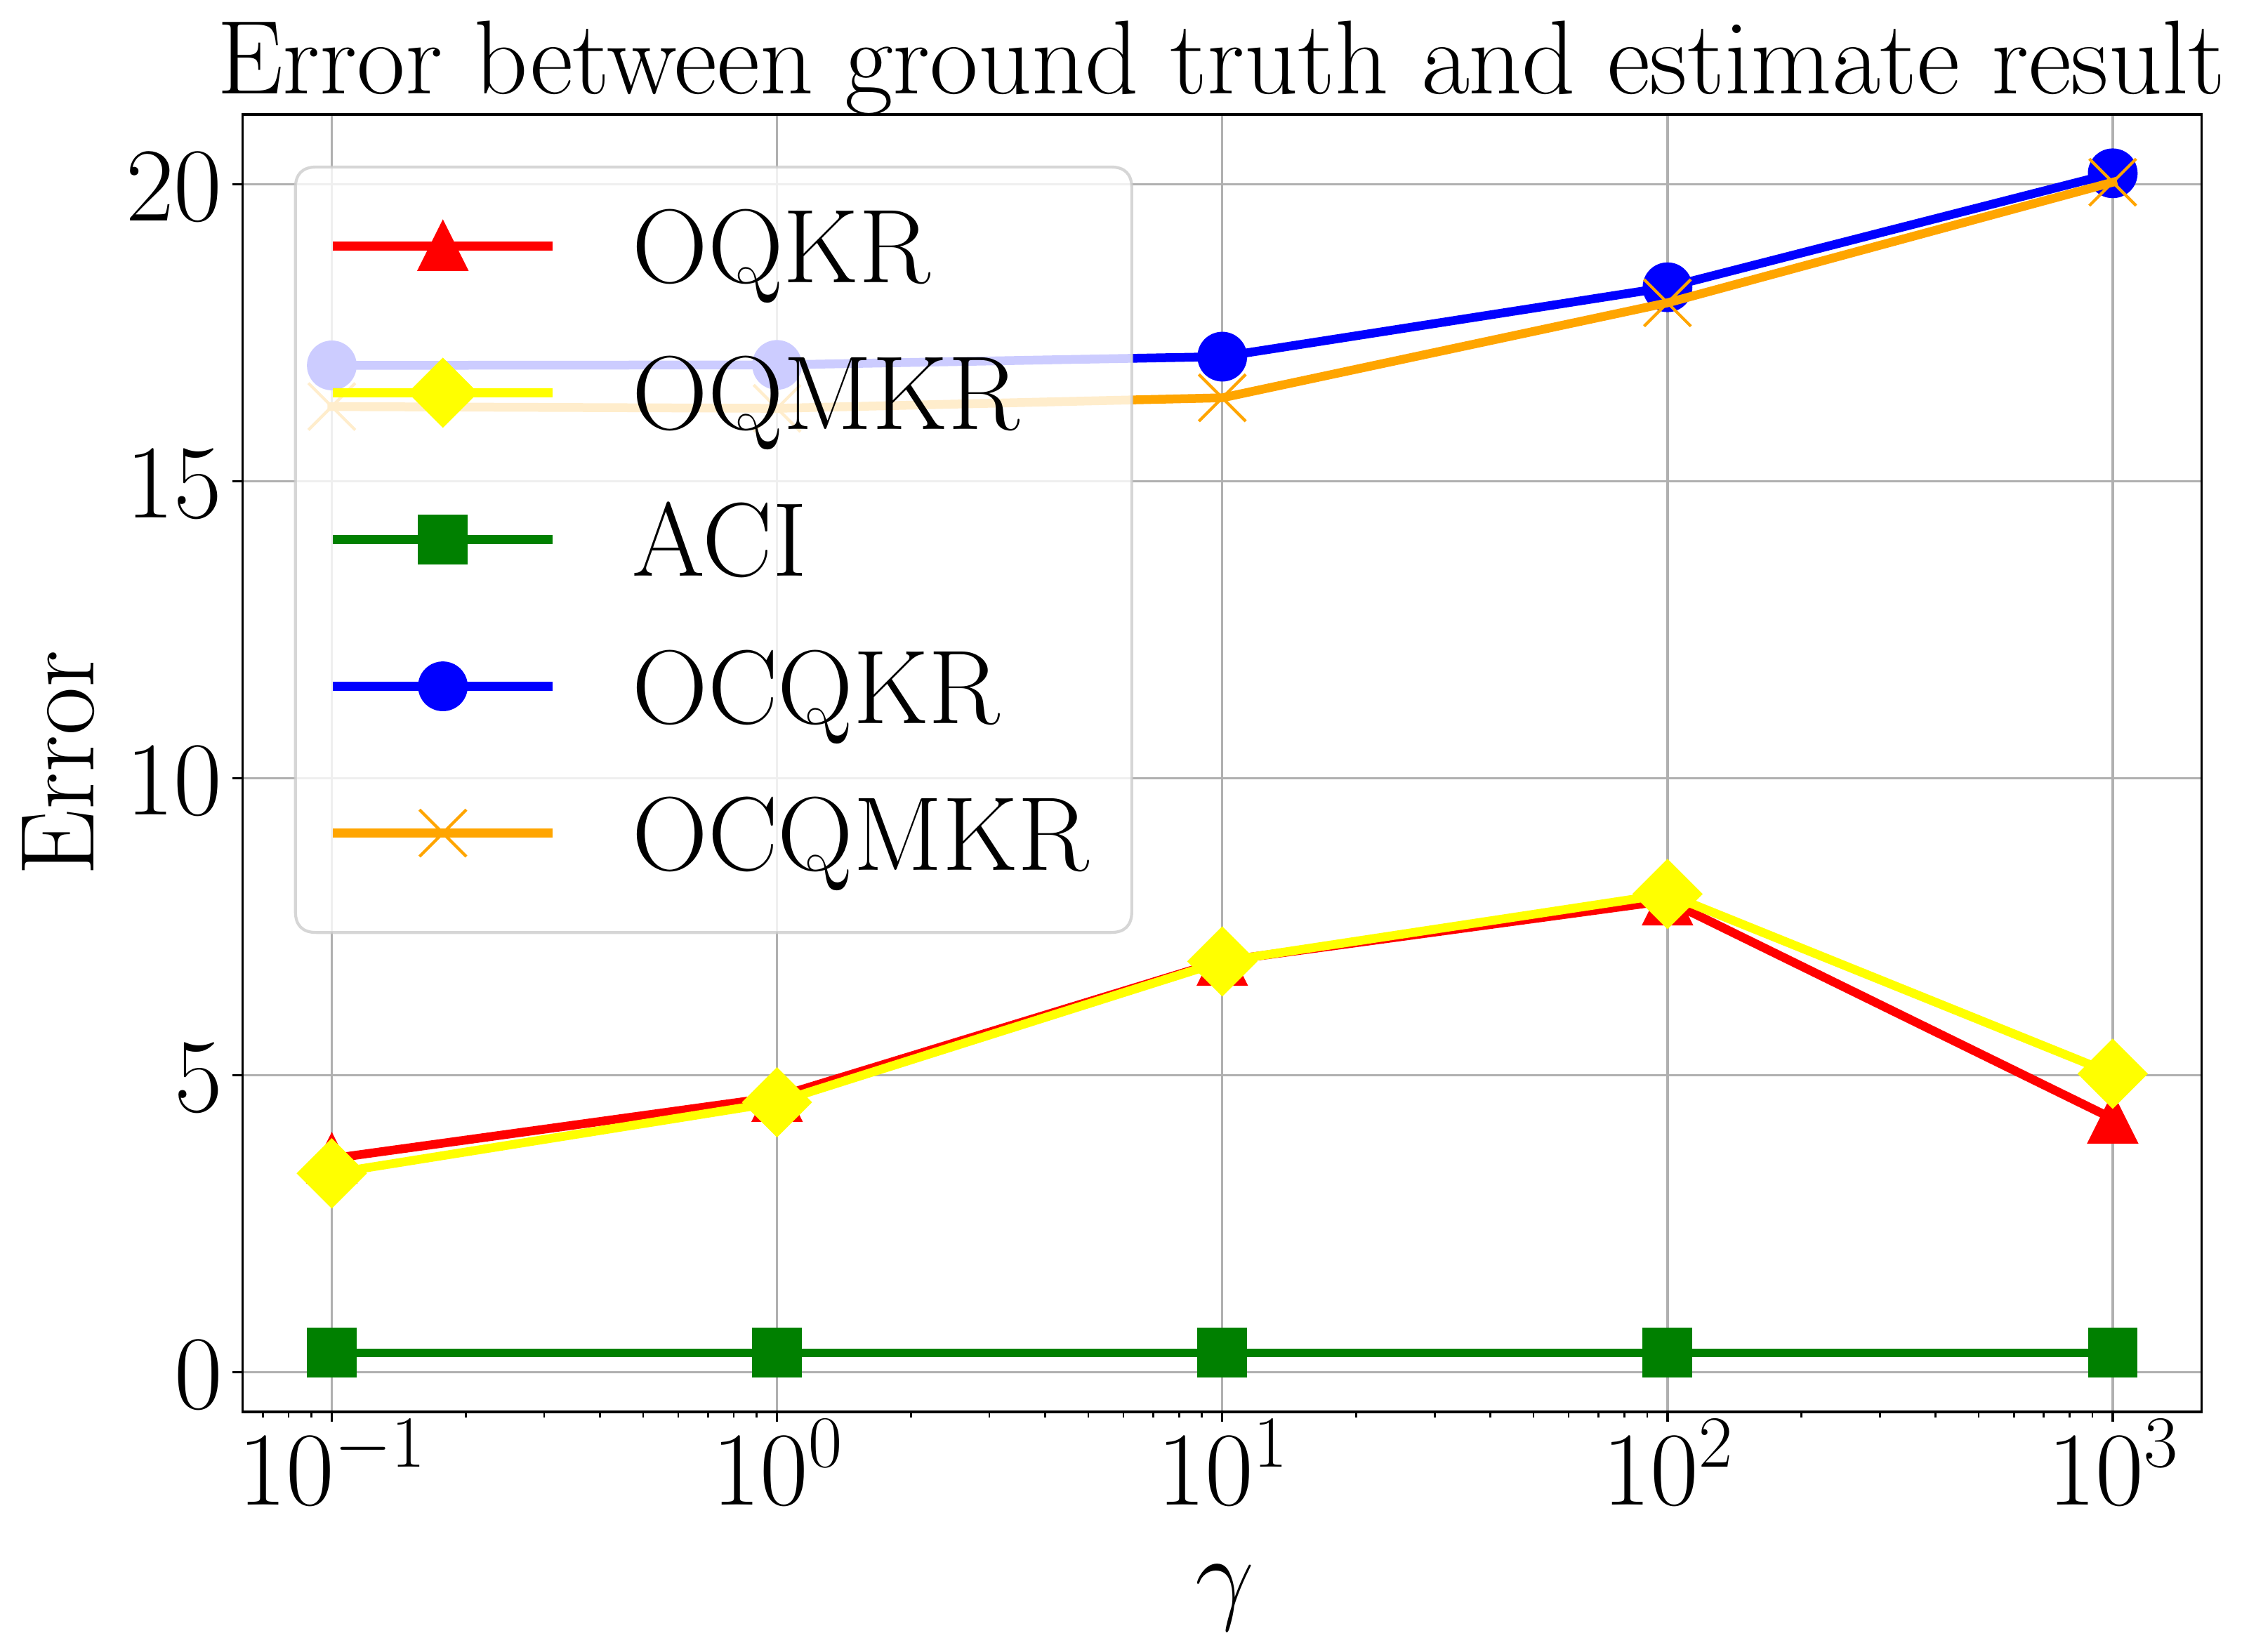 Error between ground truth and estimate result
Error
20
15
10
5
0
OQKR
OQMKR
ACI
OCQKR
OCQMKR
10⁻¹ 10⁰ 10¹ 10² 10³
γ